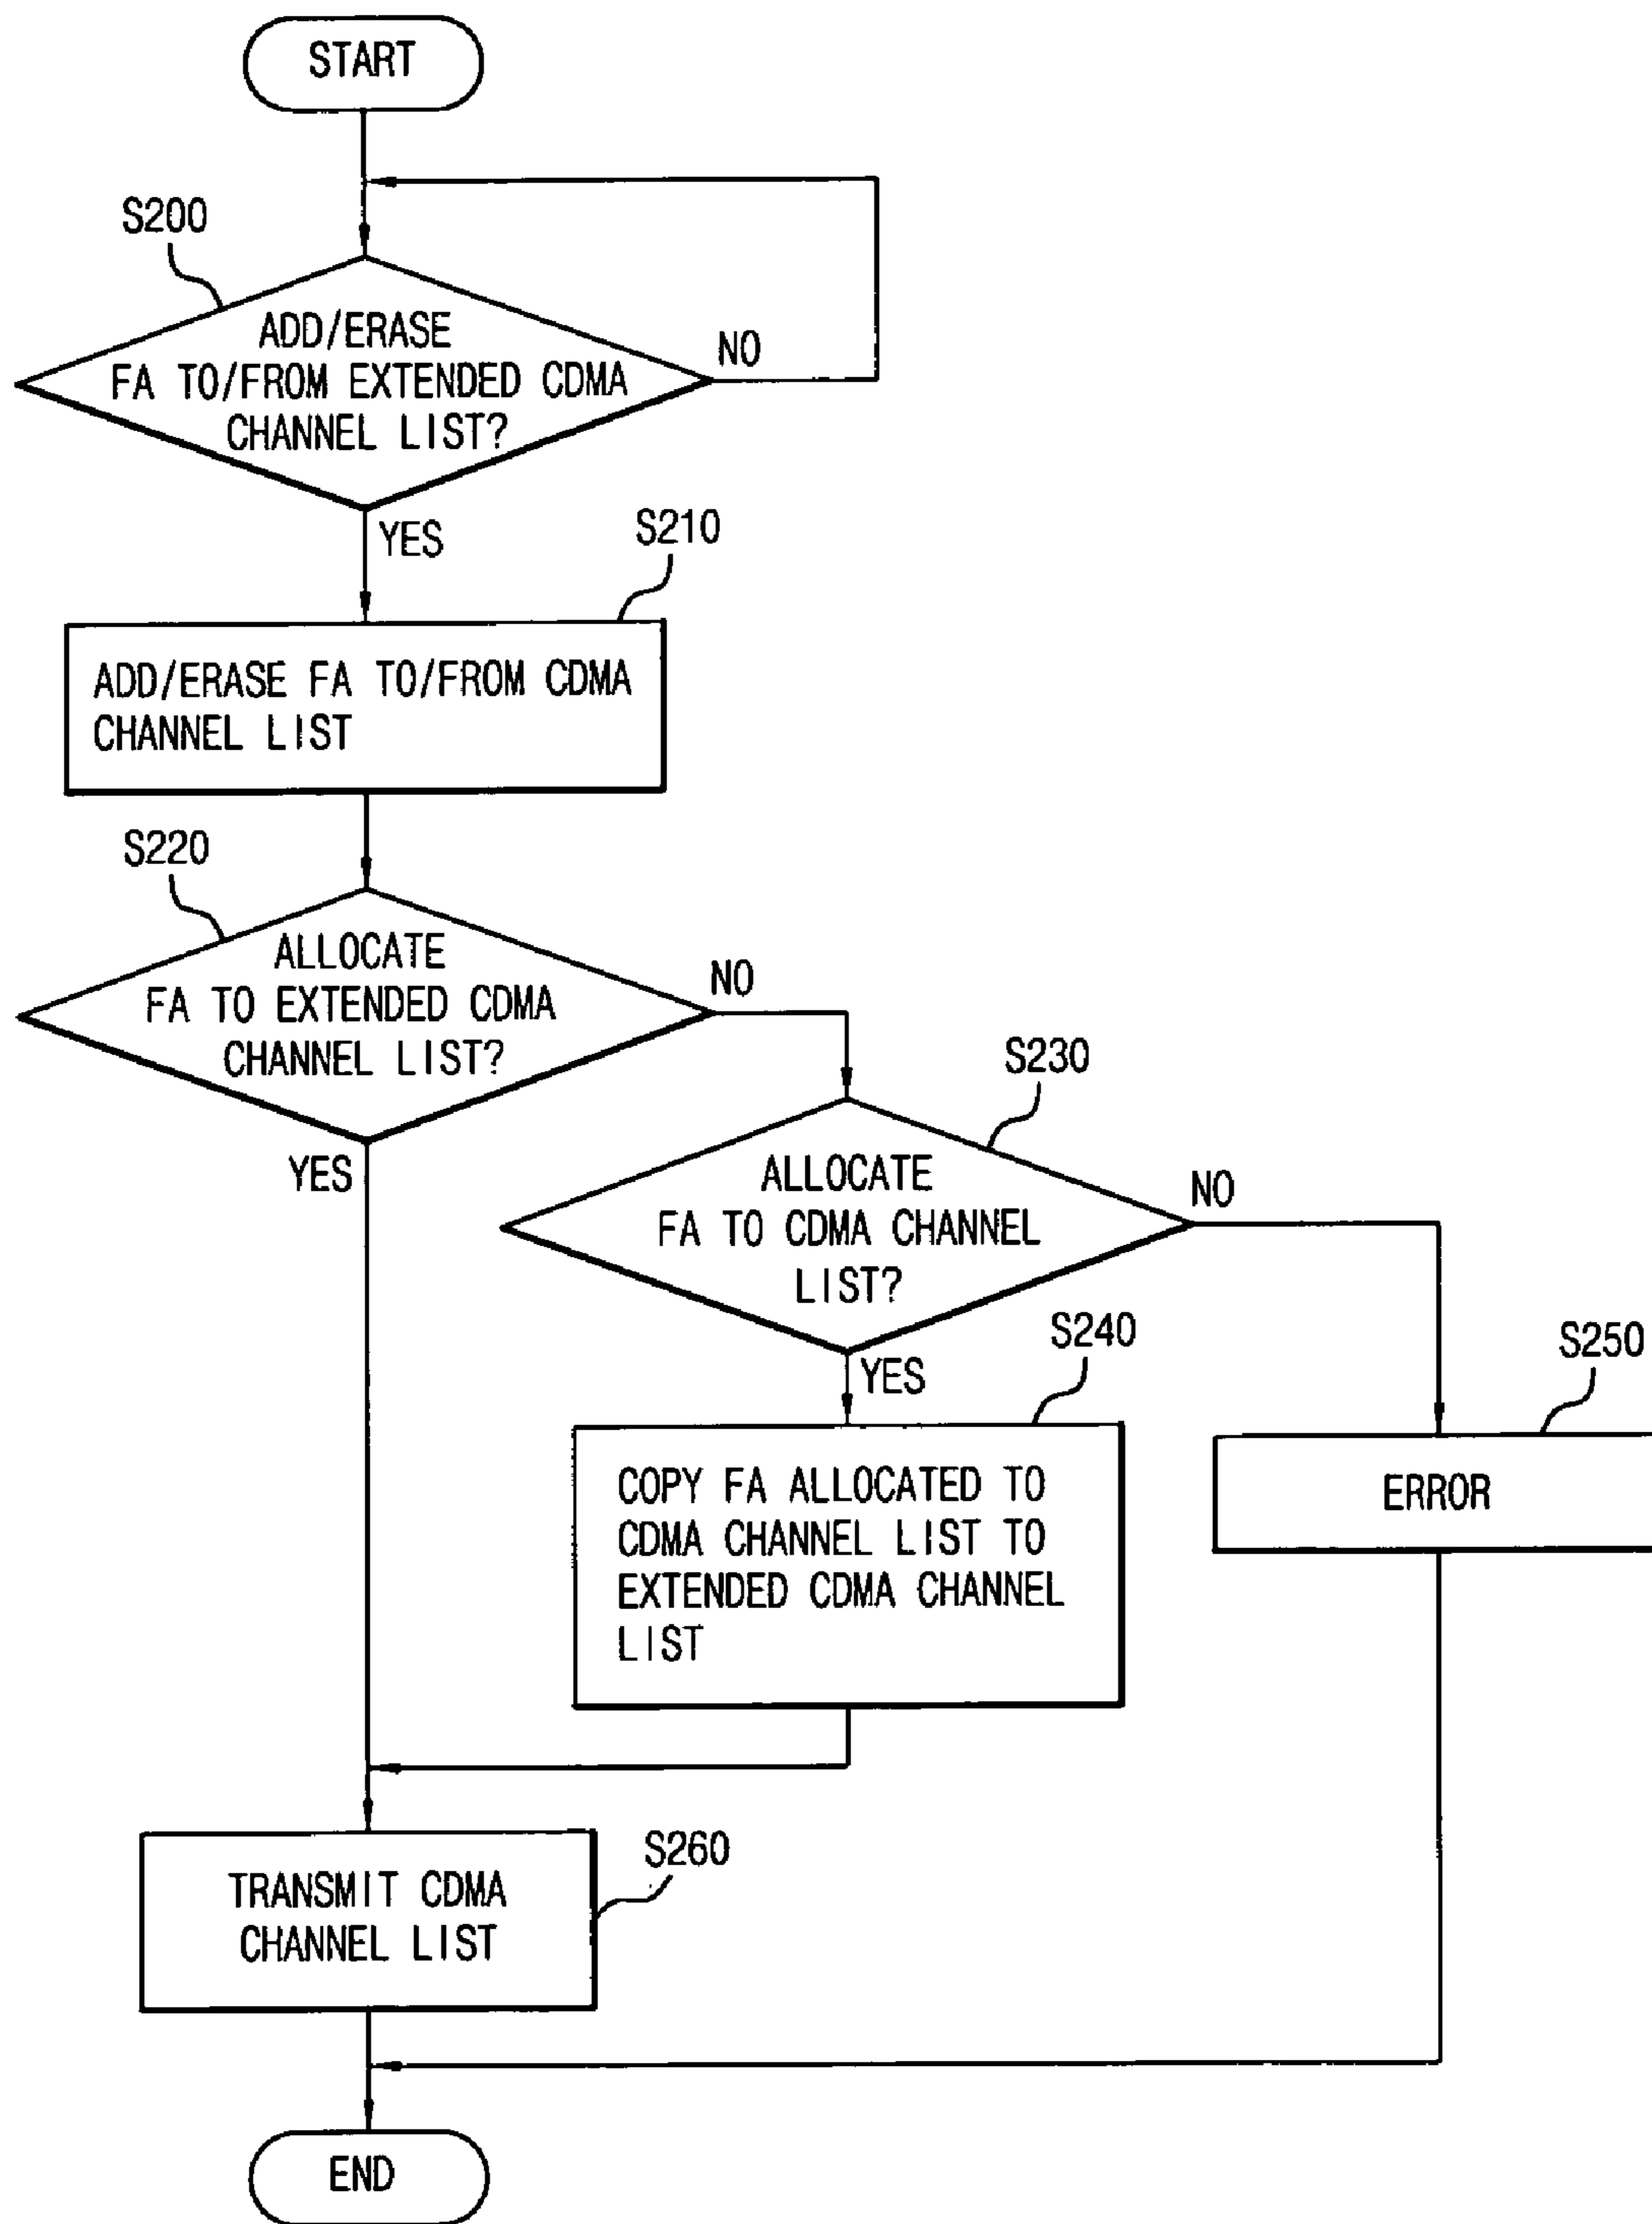 START
S200
ADD/ERASE
FA TO/FROM EXTENDED CDMA
CHANNEL LIST?
NO
YES
S210
ADD/ERASE FA TO/FROM CDMA
CHANNEL LIST
S220
ALLOCATE
FA TO EXTENDED CDMA
CHANNEL LIST?
NO
YES
S230
ALLOCATE
FA TO CDMA CHANNEL
LIST?
NO
YES
S240
COPY FA ALLOCATED TO
CDMA CHANNEL LIST TO
EXTENDED CDMA CHANNEL
LIST
S250
ERROR
S260
TRANSMIT CDMA
CHANNEL LIST
END